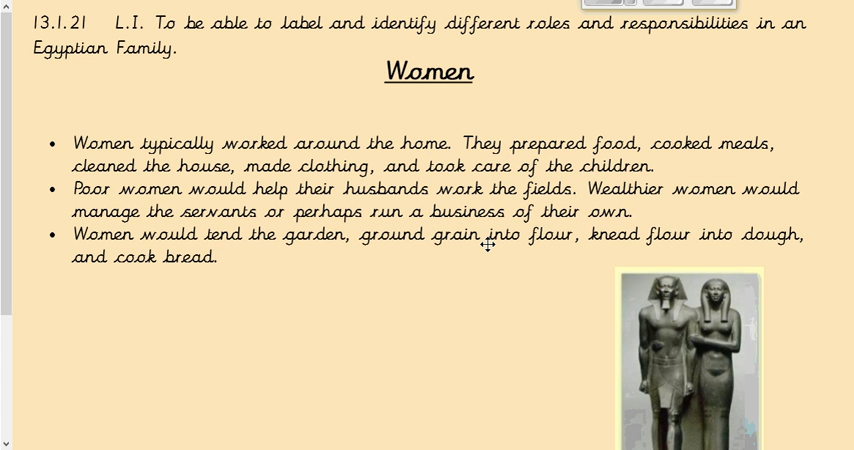 13.1.21 L.I. To be able to label and identify different roles and responsibilities in an
Egyptian Family.
Women
• Women typically worked around the home. They prepared food, cooked meals,
cleaned the house, made clothing, and took care of the children.
• Poor women would help their husbands work the fields. Wealthier women would
manage the servants or perhaps run a business of their own.
• Women would tend the garden, ground grain into flour, knead flour into dough,
and cook bread.